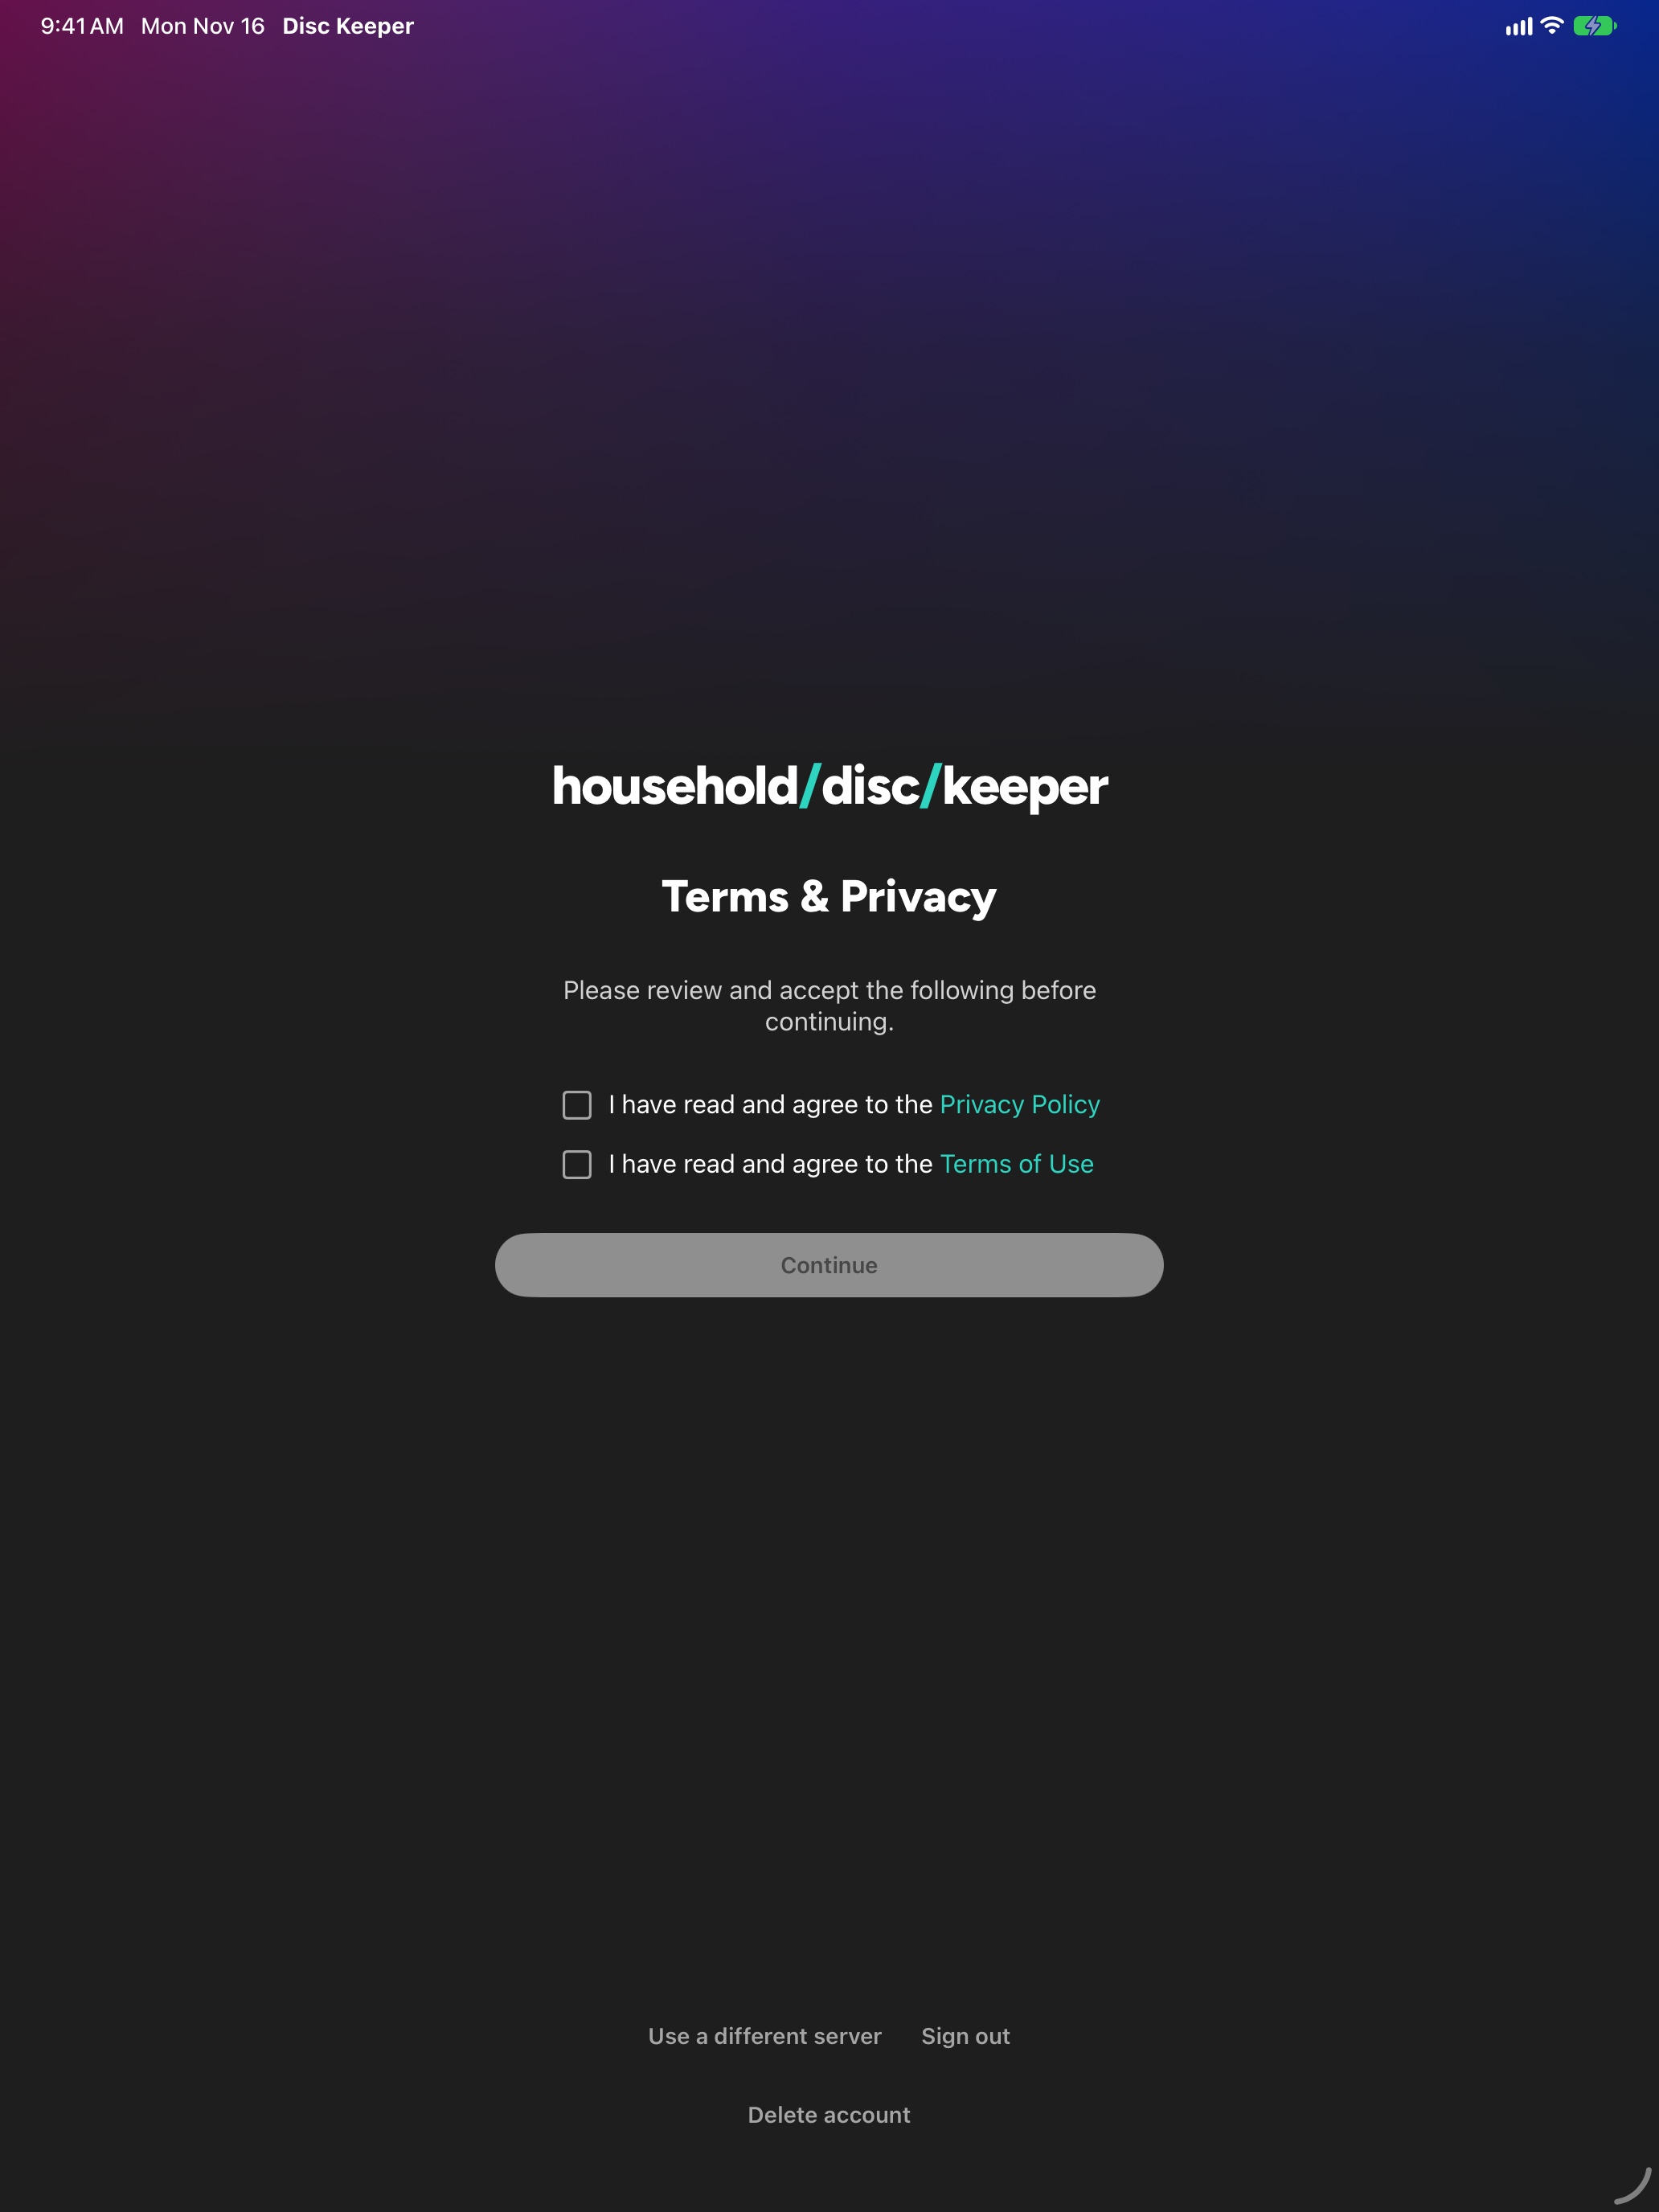 9:41 AM Mon Nov 16 Disc Keeper
household/disc/keeper
Terms & Privacy
Please review and accept the following before
continuing.
I have read and agree to the Privacy Policy
I have read and agree to the Terms of Use
Continue
Use a different server Sign out
Delete account